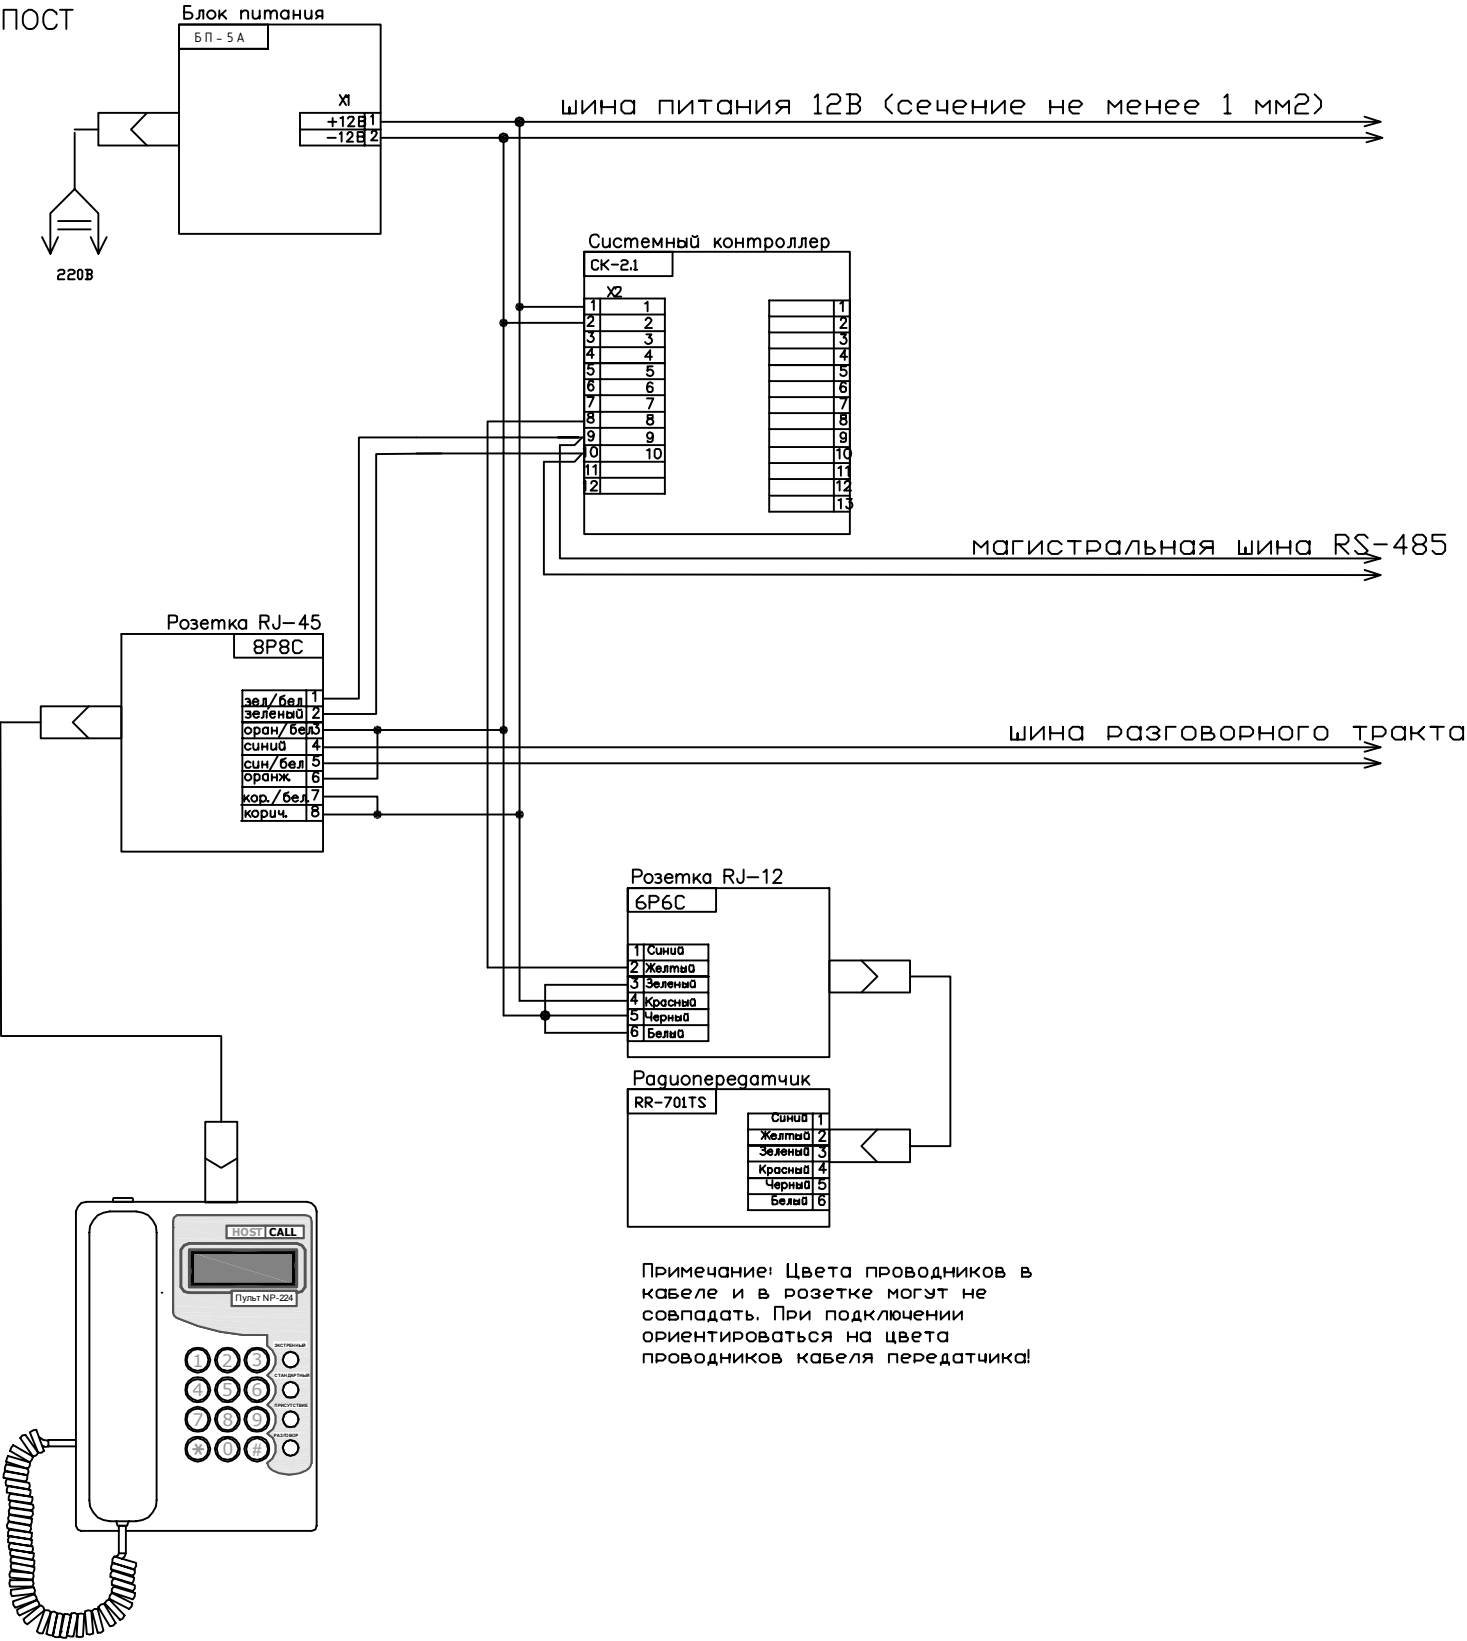 ПОСТ
Блок питания
БП-5А
X1
+12В 1
-12В 2
шина питания 12В (сечение не менее 1 мм2)
220В
Системный контроллер
СК-2.1
X2
1 1
2 2
3 3
4 4
5 5
6 6
7 7
8 8
9 9
10 10
11
12
1
2
3
4
5
6
7
8
9
10
11
12
13
магистральная шина RS-485
Розетка RJ-45
8P8C
зел/бел 1
зеленый 2
оран/бел 3
синий 4
син/бел 5
оранж. 6
кор./бел. 7
корич. 8
шина разговорного тракта
Розетка RJ-12
6P6C
1 Синий
2 Желтый
3 Зеленый
4 Красный
5 Черный
6 Белый
Радиопередатчик
RR-701TS
Синий 1
Желтый 2
Зеленый 3
Красный 4
Черный 5
Белый 6
HOST CALL
Пульт NP-224
ЭКСТРЕННЫЙ
1 2 3
СТАНДАРТНЫЙ
4 5 6
ПРИСУТСТВИЕ
7 8 9
РАЗГОВОР
* 0 #
Примечание: Цвета проводников в
кабеле и в розетке могут не
совпадать. При подключении
ориентироваться на цвета
проводников кабеля передатчика!